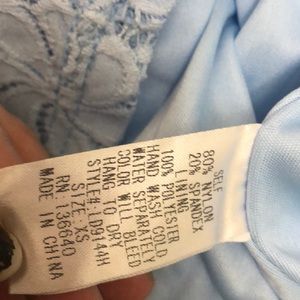 SELF
80% NYLON
20% SPANDEX
LINING
100% POLYESTER
HAND WASH COLD
WATER SEPARATELY
COLOR WILL BLEED
HANG TO DRY
STYLE#: LD9144H
SIZE: XS
RN: 136640
MADE IN CHINA